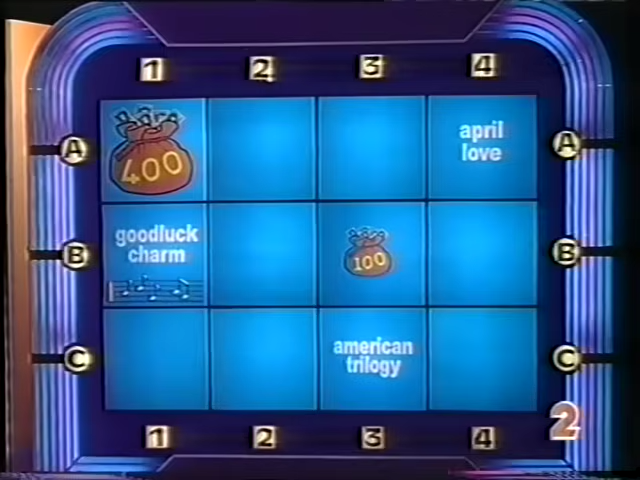 1 2 3 4
A 400 april A
love
goodluck
charm
B 100 B
american
trilogy
C C
1 2 3 4
2